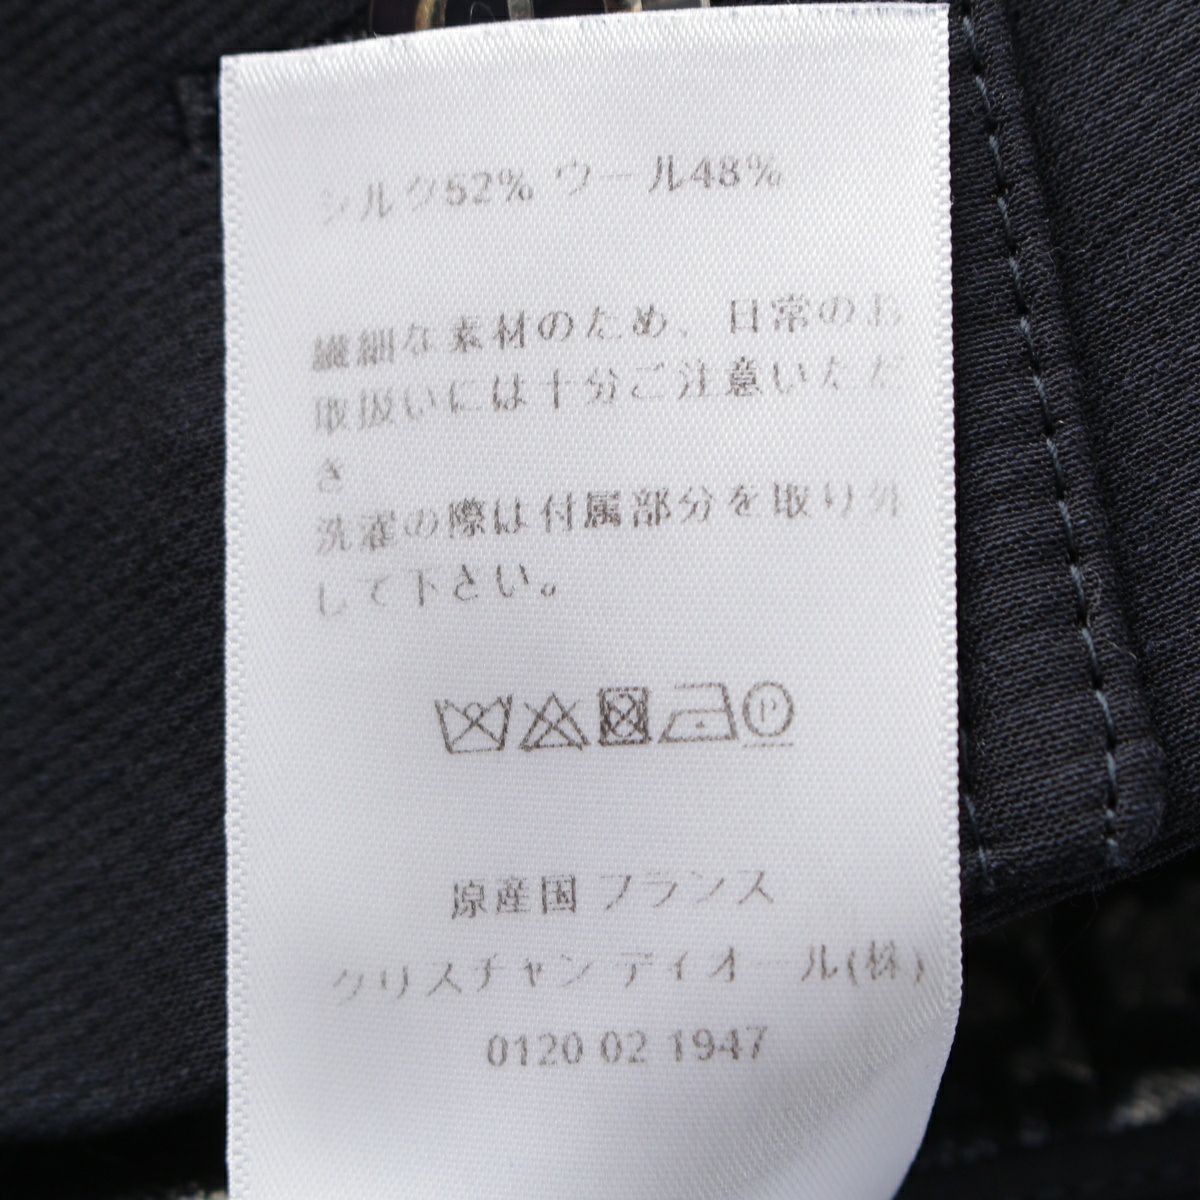 シルク52% ウール48%
繊細な素材のため、日常のお
取扱いには十分ご注意いただ
き
洗濯の際は付属部分を取り外
して下さい。
P
原産国 フランス
クリスチャン ディオール(株)
0120 02 1947